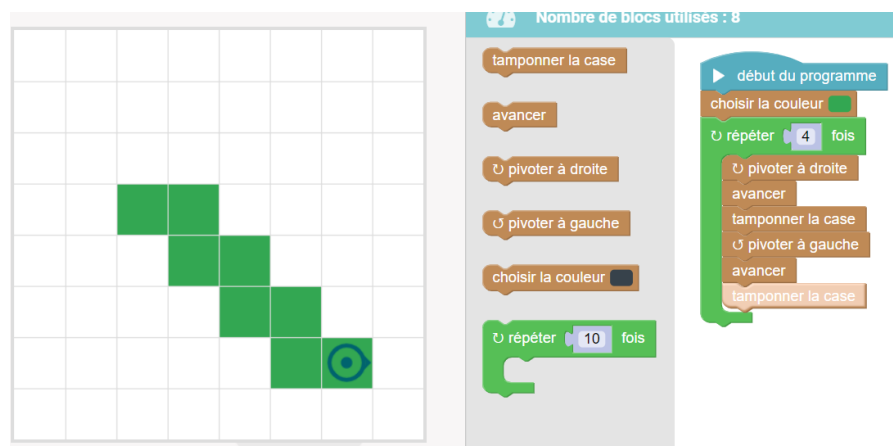 Nombre de blocs utilisés : 8
tamponner la case
avancer
↻ pivoter à droite
↺ pivoter à gauche
choisir la couleur
↻ répéter 10 fois
début du programme
choisir la couleur
↻ répéter 4 fois
↻ pivoter à droite
avancer
tamponner la case
↺ pivoter à gauche
avancer
tamponner la case